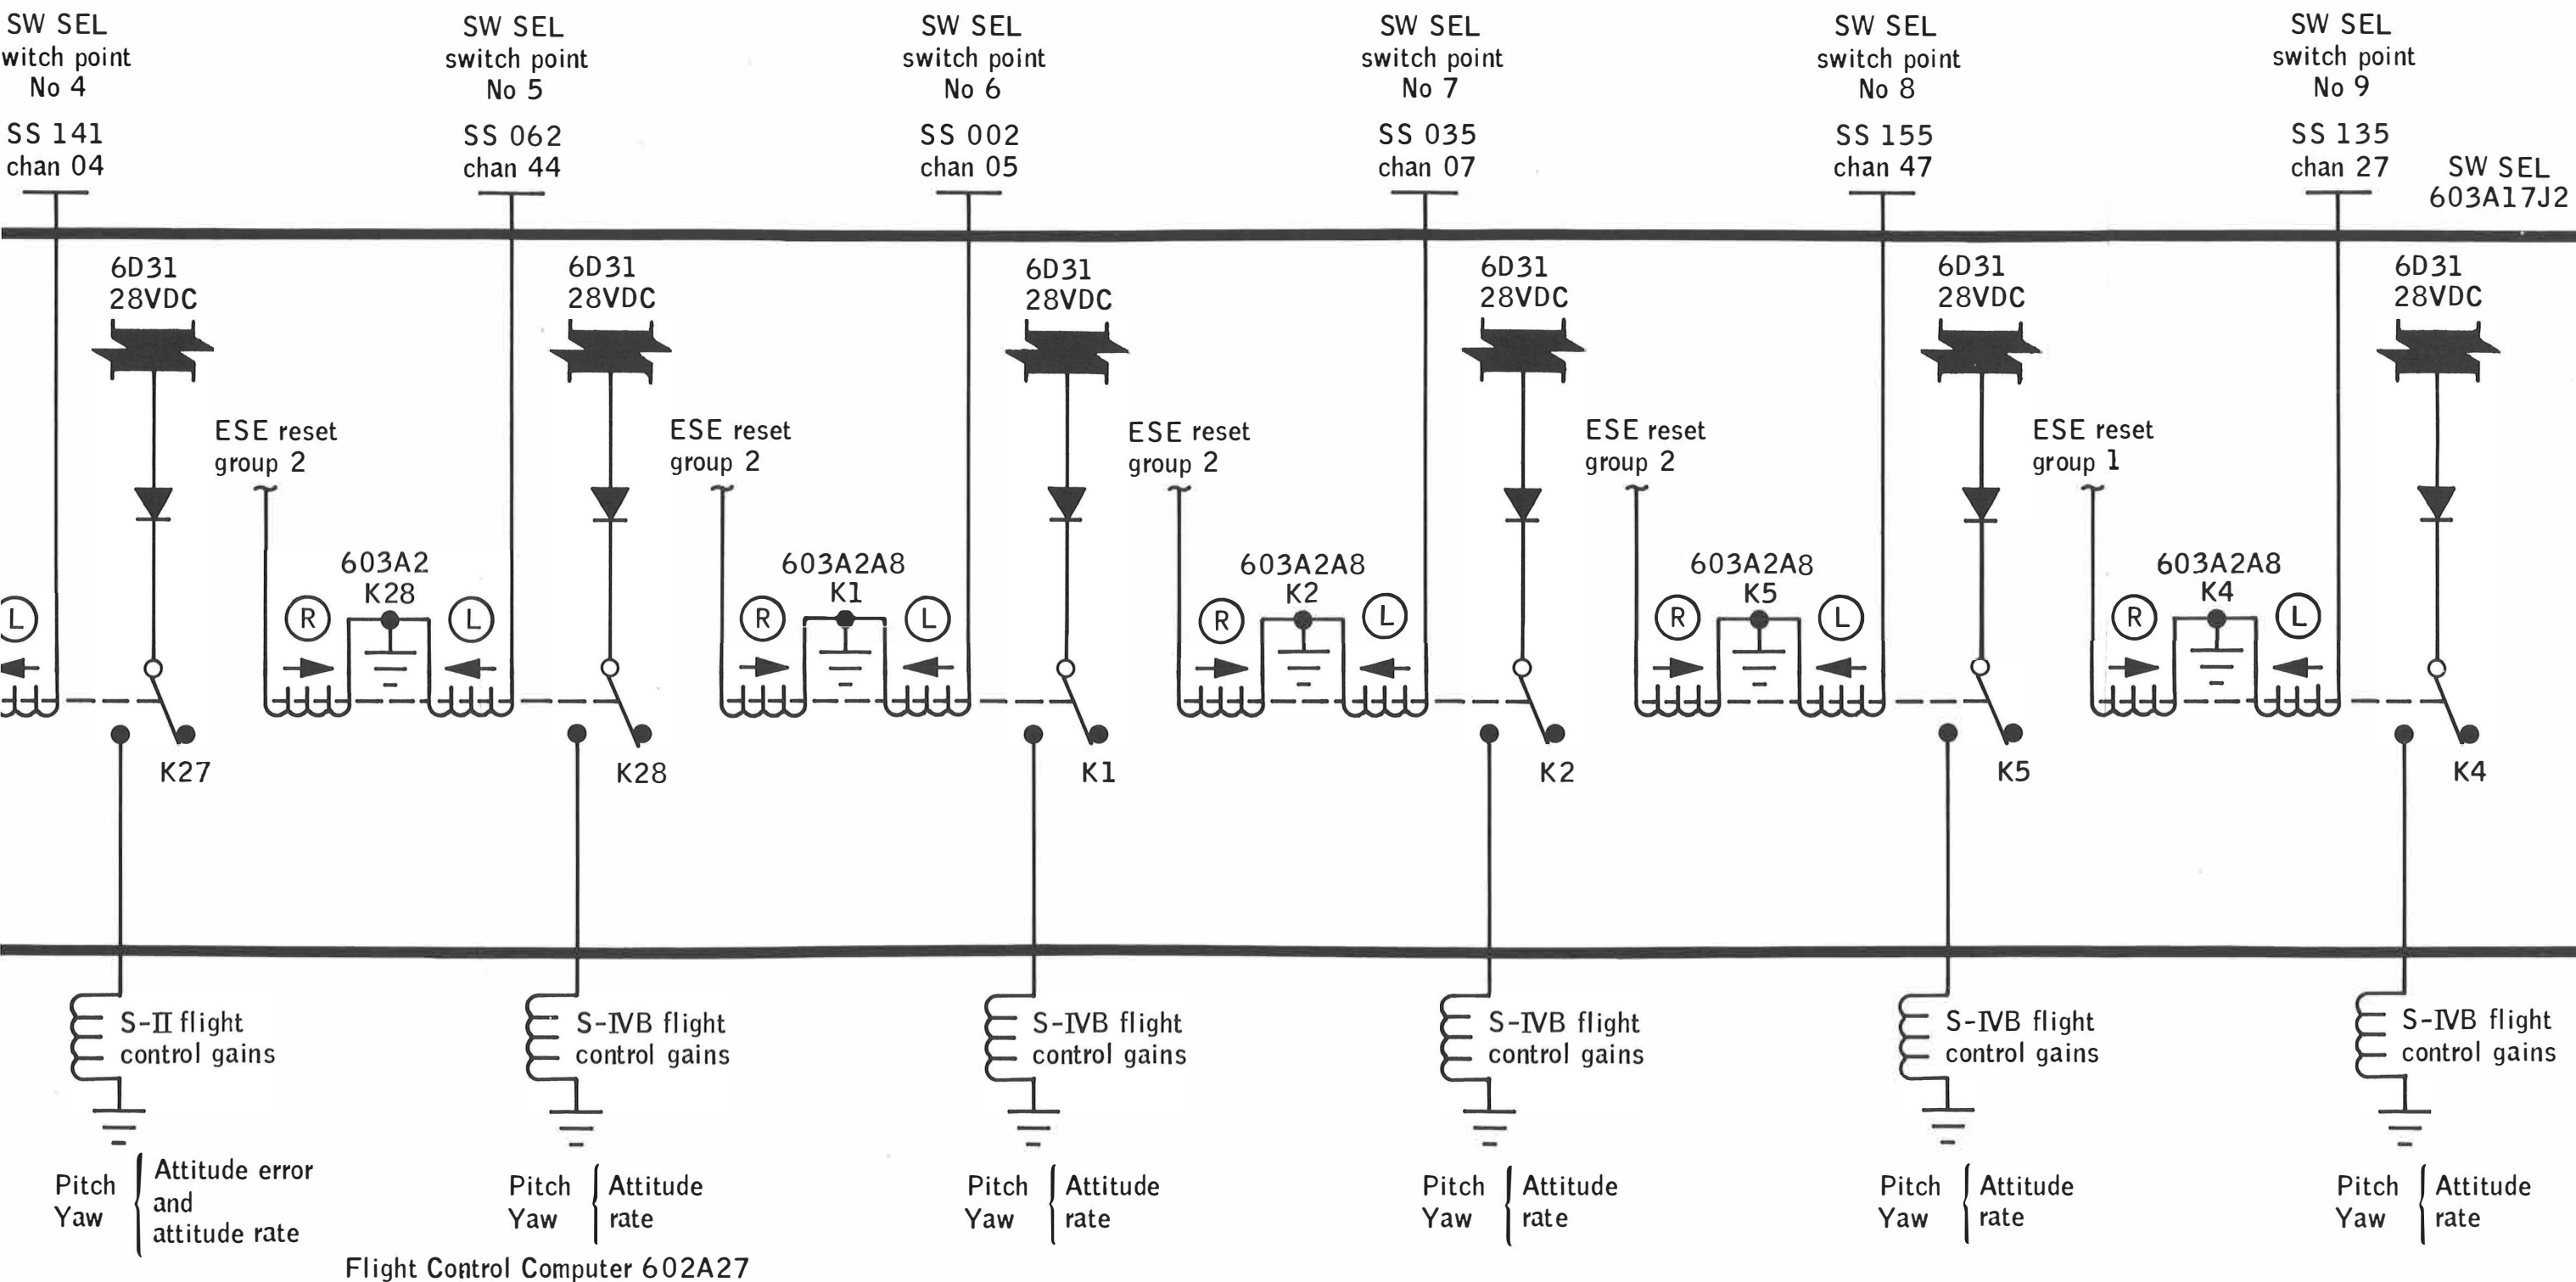 SW SEL
witch point
No 4
SS 141
chan 04
SW SEL
switch point
No 5
SS 062
chan 44
SW SEL
switch point
No 6
SS 002
chan 05
SW SEL
switch point
No 7
SS 035
chan 07
SW SEL
switch point
No 8
SS 155
chan 47
SW SEL
switch point
No 9
SS 135
chan 27
SW SEL
603A17J2
6D31
28VDC
6D31
28VDC
6D31
28VDC
6D31
28VDC
6D31
28VDC
6D31
28VDC
ESE reset
group 2
ESE reset
group 2
ESE reset
group 2
ESE reset
group 2
ESE reset
group 1
L
603A2
K28
R
L
603A2A8
K1
R
L
603A2A8
K2
R
L
603A2A8
K5
R
L
603A2A8
K4
R
L
K27
K28
K1
K2
K5
K4
S-II flight
control gains
S-IVB flight
control gains
S-IVB flight
control gains
S-IVB flight
control gains
S-IVB flight
control gains
S-IVB flight
control gains
Pitch
Yaw
Attitude error
and
attitude rate
Pitch
Yaw
Attitude
rate
Pitch
Yaw
Attitude
rate
Pitch
Yaw
Attitude
rate
Pitch
Yaw
Attitude
rate
Pitch
Yaw
Attitude
rate
Flight Control Computer 602A27